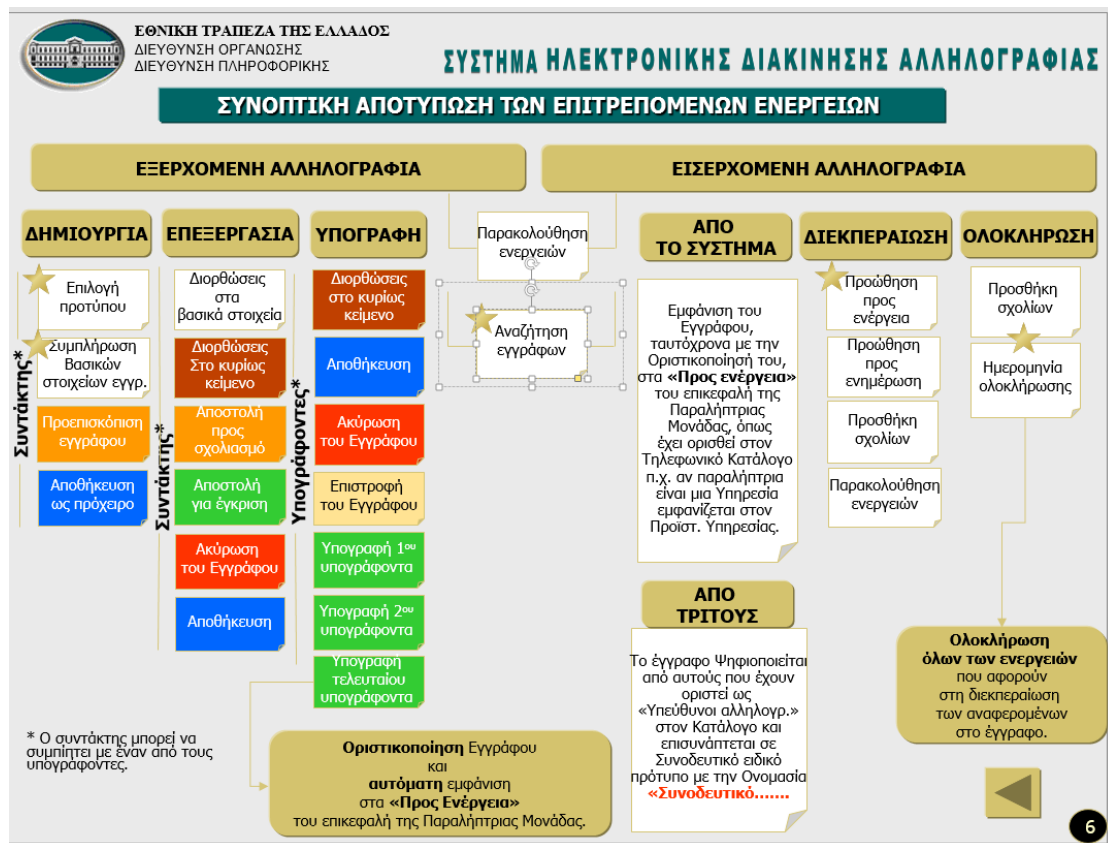 ΕΘΝΙΚΗ ΤΡΑΠΕΖΑ ΤΗΣ ΕΛΛΑΔΟΣ
ΔΙΕΥΘΥΝΣΗ ΟΡΓΑΝΩΣΗΣ
ΔΙΕΥΘΥΝΣΗ ΠΛΗΡΟΦΟΡΙΚΗΣ
ΣΥΣΤΗΜΑ ΗΛΕΚΤΡΟΝΙΚΗΣ ΔΙΑΚΙΝΗΣΗΣ ΑΛΛΗΛΟΓΡΑΦΙΑΣ
ΣΥΝΟΠΤΙΚΗ ΑΠΟΤΥΠΩΣΗ ΤΩΝ ΕΠΙΤΡΕΠΟΜΕΝΩΝ ΕΝΕΡΓΕΙΩΝ
ΕΞΕΡΧΟΜΕΝΗ ΑΛΛΗΛΟΓΡΑΦΙΑ
ΔΗΜΙΟΥΡΓΙΑ
Συντάκτης*
Επιλογή
προτύπου
Συμπλήρωση
Βασικών
στοιχείων εγγρ.
Προεπισκόπιση
εγγράφου
Αποθήκευση
ως πρόχειρο
ΕΠΕΞΕΡΓΑΣΙΑ
Συντάκτης*
Διορθώσεις
στα
βασικά στοιχεία
Διορθώσεις
Στο κυρίως
κείμενο
Αποστολή
προς
σχολιασμό
Αποστολή
για έγκριση
Ακύρωση
του Εγγράφου
Αποθήκευση
ΥΠΟΓΡΑΦΗ
Υπογράφοντες*
Διορθώσεις
στο κυρίως
κείμενο
Αποθήκευση
Ακύρωση
του Εγγράφου
Επιστροφή
του Εγγράφου
Υπογραφή 1ου
υπογράφοντα
Υπογραφή 2ου
υπογράφοντα
Υπογραφή
τελευταίου
υπογράφοντα
* Ο συντάκτης μπορεί να
συμπίπτει με έναν από τους
υπογράφοντες.
Οριστικοποίηση Εγγράφου
και
αυτόματη εμφάνιση
στα «Προς Ενέργεια»
του επικεφαλή της Παραλήπτριας Μονάδας.
Παρακολούθηση
ενεργειών
Αναζήτηση
εγγράφων
ΕΙΣΕΡΧΟΜΕΝΗ ΑΛΛΗΛΟΓΡΑΦΙΑ
ΑΠΟ
ΤΟ ΣΥΣΤΗΜΑ
Εμφάνιση του
Εγγράφου,
ταυτόχρονα με την
Οριστικοποίησή του,
στα «Προς ενέργεια»
του επικεφαλή της
Παραλήπτριας
Μονάδας, όπως
έχει ορισθεί στον
Τηλεφωνικό Κατάλογο
π.χ. αν παραλήπτρια
είναι μια Υπηρεσία
εμφανίζεται στον
Προϊστ. Υπηρεσίας.
ΑΠΟ
ΤΡΙΤΟΥΣ
Το έγγραφο Ψηφιοποιείται
από αυτούς που έχουν
οριστεί ως
«Υπεύθυνοι αλληλογρ.»
στον Κατάλογο και
επισυνάπτεται σε
Συνοδευτικό ειδικό
πρότυπο με την Ονομασία
«Συνοδευτικό.......
ΔΙΕΚΠΕΡΑΙΩΣΗ
Προώθηση
προς
ενέργεια
Προώθηση
προς
ενημέρωση
Προσθήκη
σχολίων
Παρακολούθηση
ενεργειών
ΟΛΟΚΛΗΡΩΣΗ
Προσθήκη
σχολίων
Ημερομηνία
ολοκλήρωσης
Ολοκλήρωση
όλων των ενεργειών
που αφορούν
στη διεκπεραίωση
των αναφερομένων
στο έγγραφο.
6